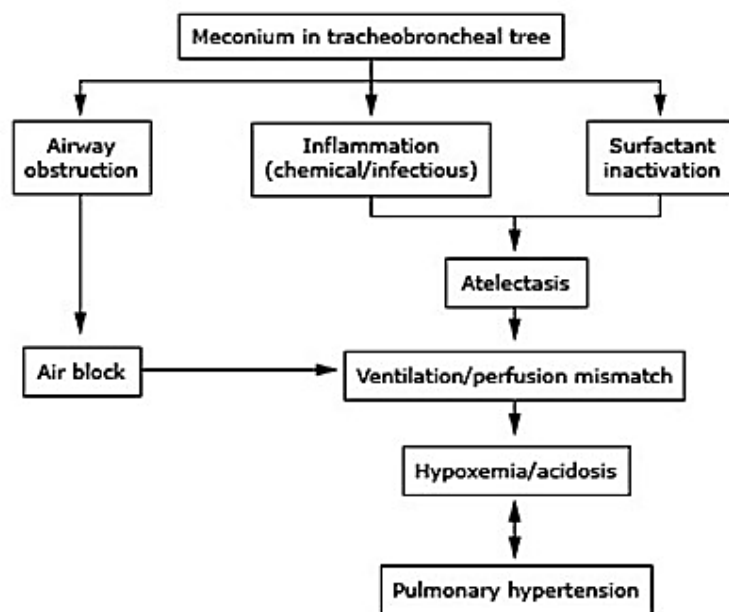 Meconium in tracheobroncheal tree
Airway
obstruction
Inflammation
(chemical/infectious)
Surfactant
inactivation
Atelectasis
Air block
Ventilation/perfusion mismatch
Hypoxemia/acidosis
Pulmonary hypertension